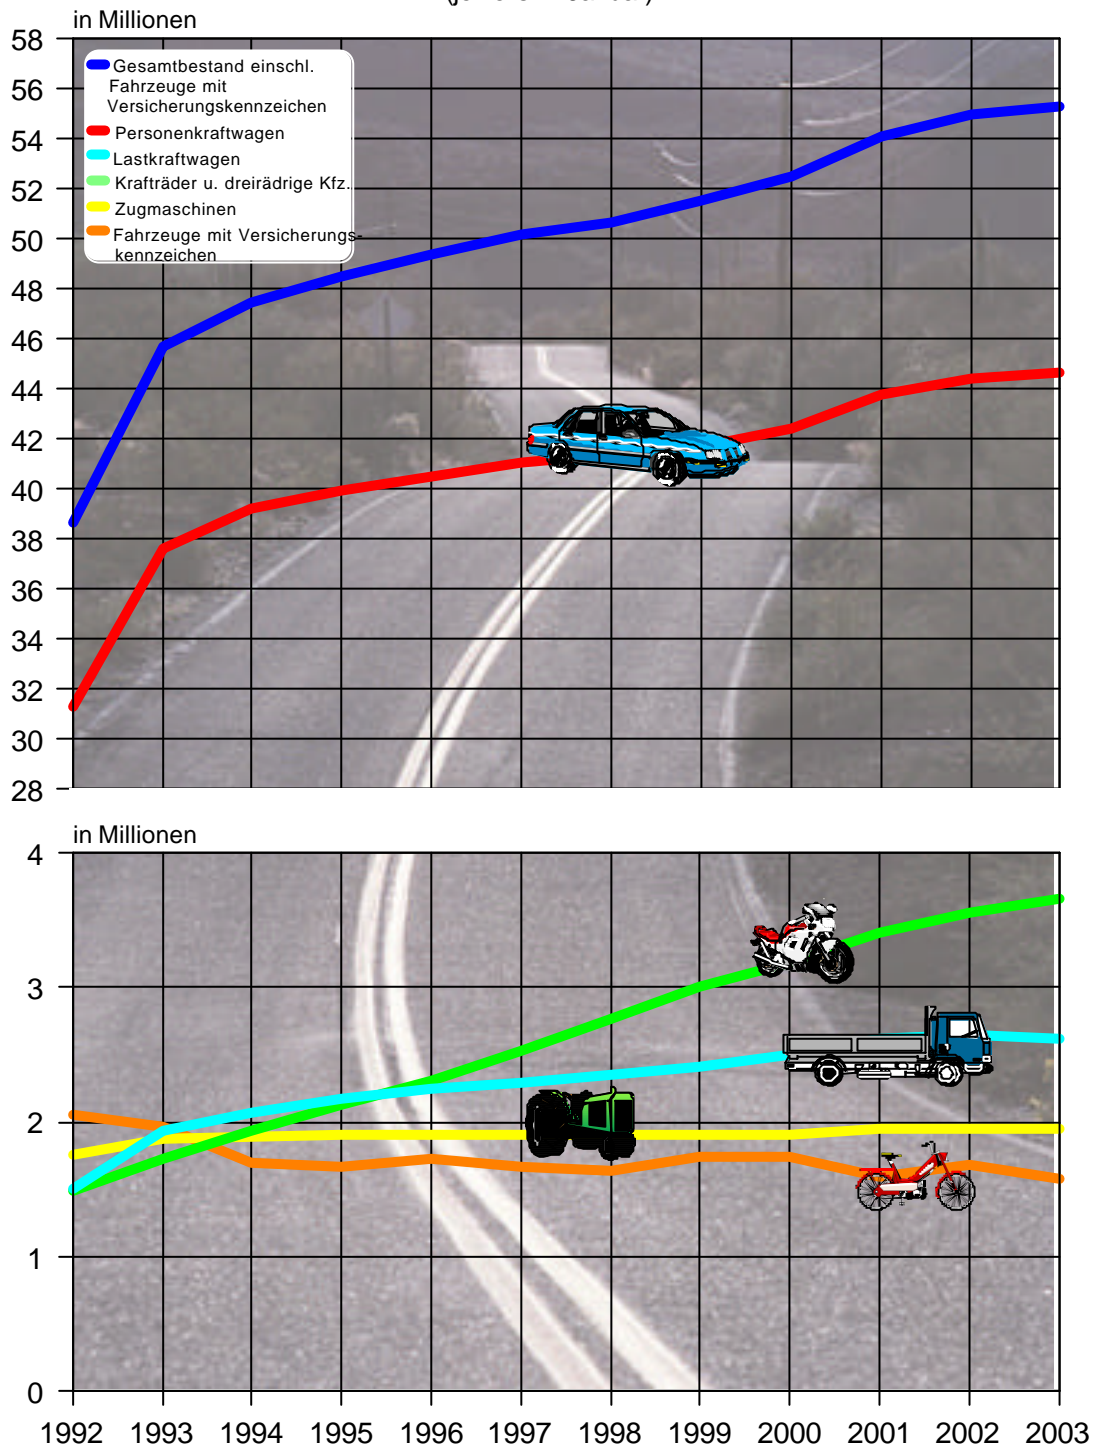 in Millionen
58
56
54
52
50
48
46
44
42
40
38
36
34
32
30
28
Gesamtbestand einschl.
Fahrzeuge mit
Versicherungskennzeichen
Personenkraftwagen
Lastkraftwagen
Krafträder u. dreirädrige Kfz.
Zugmaschinen
Fahrzeuge mit Versicherungs-
kennzeichen
in Millionen
4
3
2
1
0
1992 1993 1994 1995 1996 1997 1998 1999 2000 2001 2002 2003